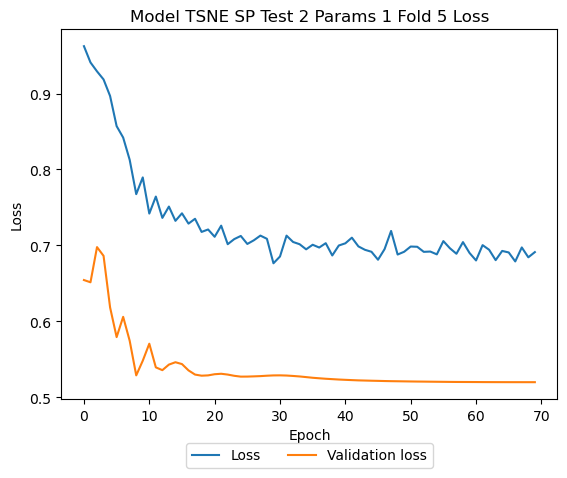 Model TSNE SP Test 2 Params 1 Fold 5 Loss
0.9
0.8
0.7
0.6
0.5
Loss
0 10 20 30 40 50 60 70
Epoch
Loss Validation loss